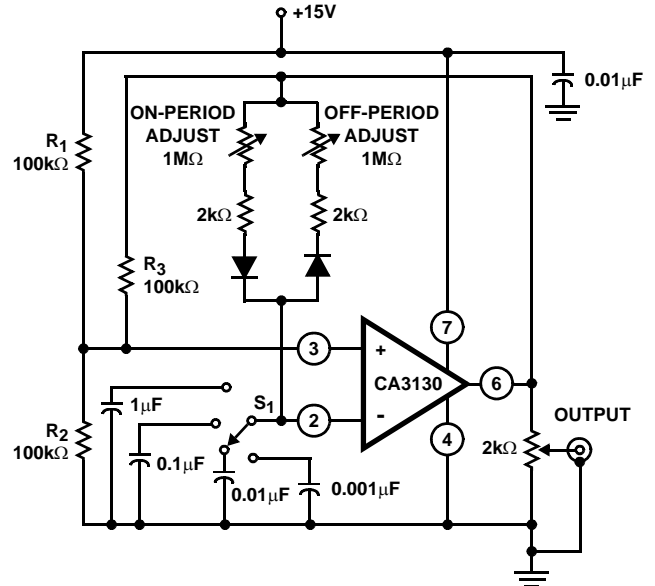 +15V
0.01μF
ON-PERIOD
ADJUST
1MΩ
OFF-PERIOD
ADJUST
1MΩ
R1
100kΩ
2kΩ
2kΩ
R3
100kΩ
7
3
+
CA3130
6
S1
2
-
4
OUTPUT
1μF
R2
100kΩ
0.1μF
0.01μF
0.001μF
2kΩ